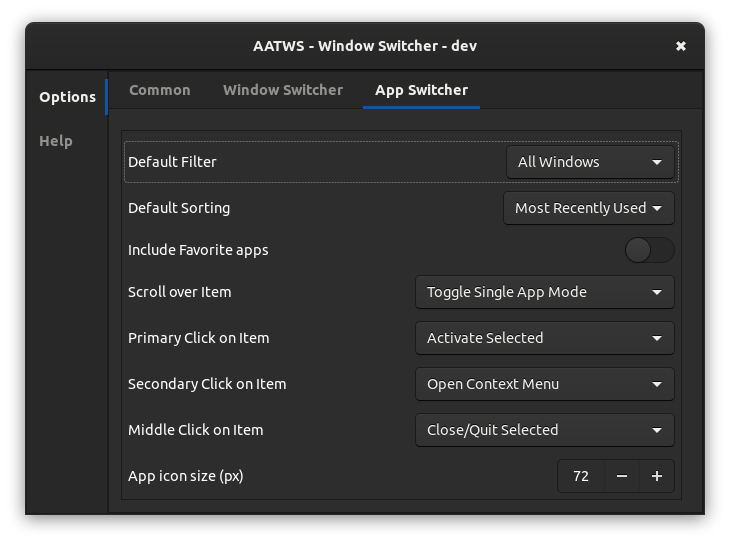 AATWS - Window Switcher - dev
Options
Help
Common Window Switcher App Switcher
Default Filter All Windows
Default Sorting Most Recently Used
Include Favorite apps
Scroll over Item Toggle Single App Mode
Primary Click on Item Activate Selected
Secondary Click on Item Open Context Menu
Middle Click on Item Close/Quit Selected
App icon size (px) 72 − +